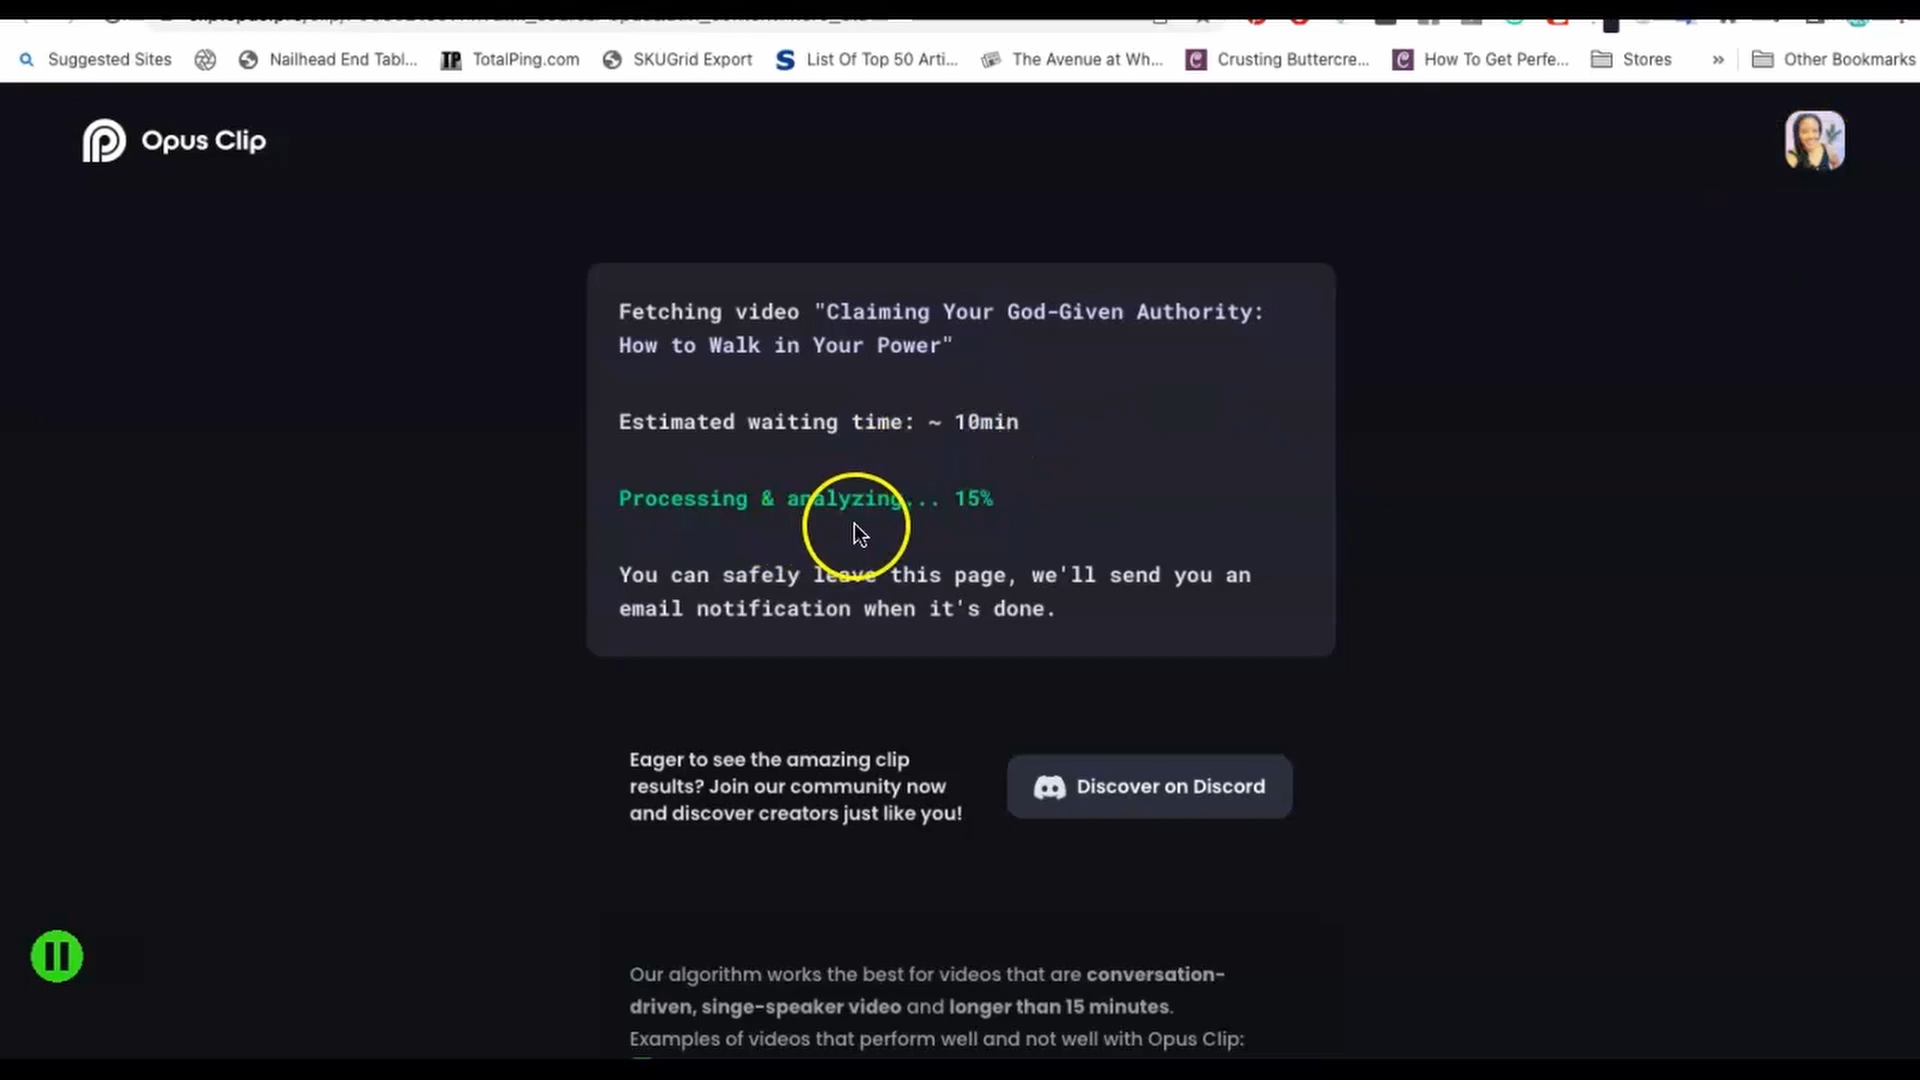 Suggested Sites Nailhead End Tabl... TP TotalPing.com SKUGrid Export S List Of Top 50 Arti... The Avenue at Wh... C Crusting Buttercre... C How To Get Perfe... Stores » Other Bookmarks
Opus Clip
Fetching video "Claiming Your God-Given Authority:
How to Walk in Your Power"
Estimated waiting time: ~ 10min
Processing & analyzing... 15%
You can safely leave this page, we'll send you an
email notification when it's done.
Eager to see the amazing clip
results? Join our community now
and discover creators just like you!
Discover on Discord
Our algorithm works the best for videos that are conversation-
driven, singe-speaker video and longer than 15 minutes.
Examples of videos that perform well and not well with Opus Clip: